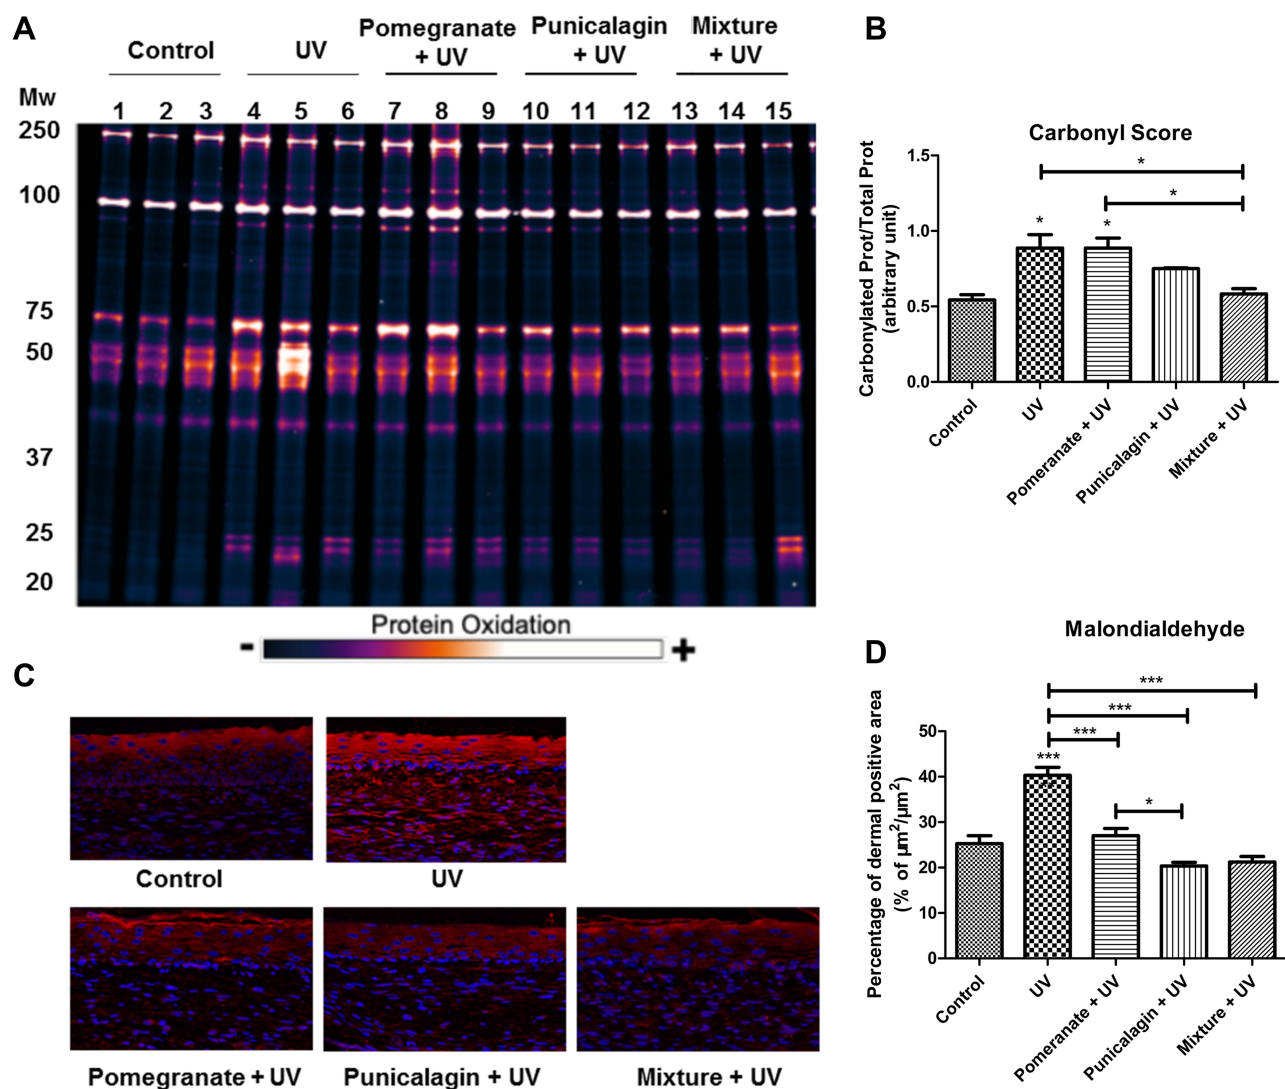 A
Control
UV
Pomegranate
+ UV
Punicalagin
+ UV
Mixture
+ UV
Mw
1 2 3 4 5 6 7 8 9 10 11 12 13 14 15
250
100
75
50
37
25
20
Protein Oxidation
- +
B
Carbonyl Score
Carbonylated Prot/Total Prot
(arbitrary unit)
1.5
1.0
0.5
0.0
*
*
*
*
Control
UV
Pomeranate + UV
Punicalagin + UV
Mixture + UV
C
Control
UV
Pomegranate + UV
Punicalagin + UV
Mixture + UV
D
Malondialdehyde
Percentage of dermal positive area
(% of µm²/µm²)
50
40
30
20
10
0
***
***
***
***
*
Control
UV
Pomeranate + UV
Punicalagin + UV
Mixture + UV